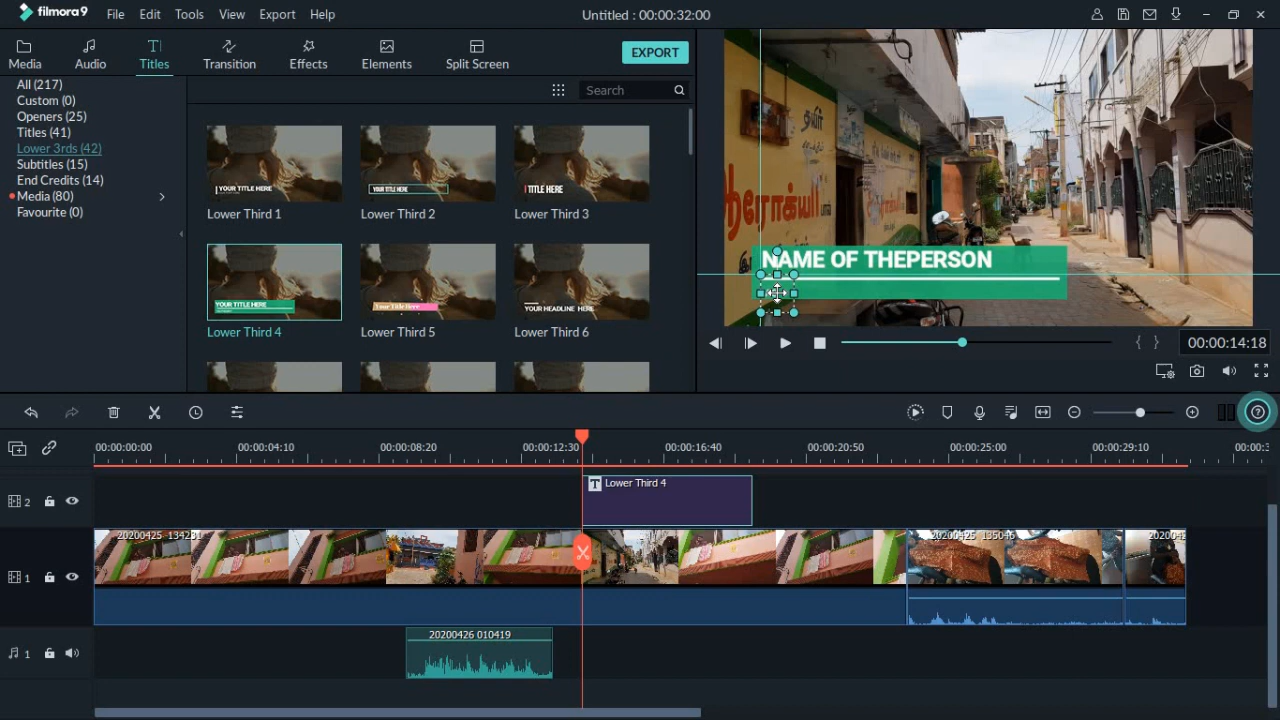 filmora9 File Edit Tools View Export Help Untitled : 00:00:32:00
Media Audio Titles Transition Effects Elements Split Screen EXPORT
All (217)
Custom (0)
Openers (25)
Titles (41)
Lower 3rds (42)
Subtitles (15)
End Credits (14)
Media (80)
Favourite (0)
Search
YOUR TITLE HERE
YOUR TITLE HERE
TITLE HERE
Lower Third 1 Lower Third 2 Lower Third 3
YOUR TITLE HERE
Your Title Here
YOUR HEADLINE HERE
Lower Third 4 Lower Third 5 Lower Third 6
NAME OF THEPERSON
00:00:14:18
00:00:00:00 00:00:04:10 00:00:08:20 00:00:12:30 00:00:16:40 00:00:20:50 00:00:25:00 00:00:29:10
2
T Lower Third 4
1
20200425 135046
1
20200426 010419